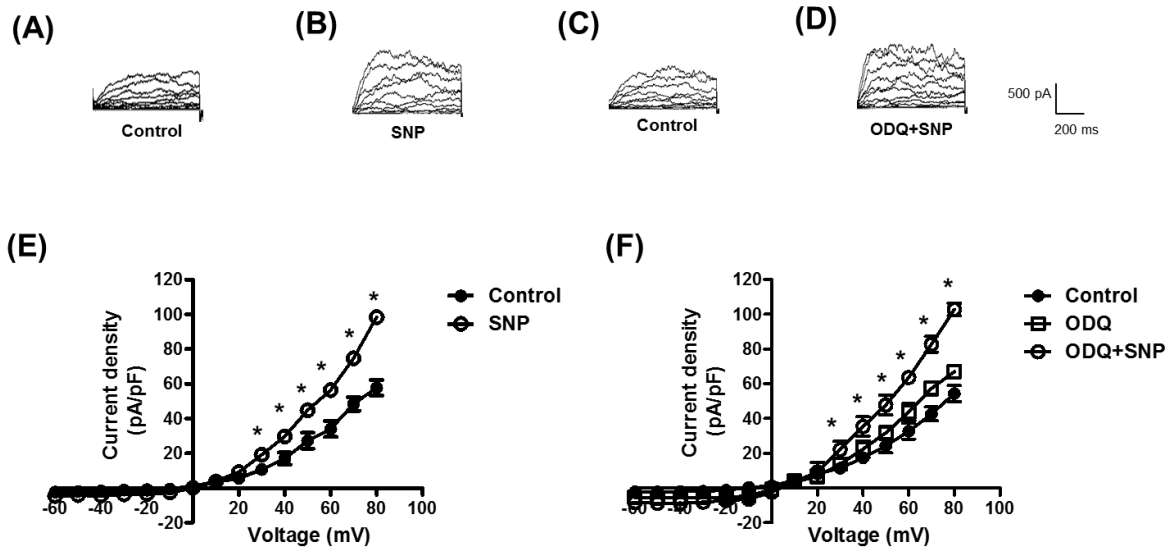 (A)
(B)
(C)
(D)
Control
SNP
Control
ODQ+SNP
500 pA
200 ms
(E)
Current density
(pA/pF)
120
100
80
60
40
20
-20
-60 -40 -20 20 40 60 80 100
Voltage (mV)
* * * * * *
Control
SNP
(F)
Current density
(pA/pF)
120
100
80
60
40
20
-20
-60 -40 -20 20 40 60 80 100
Voltage (mV)
* * * * * *
Control
ODQ
ODQ+SNP